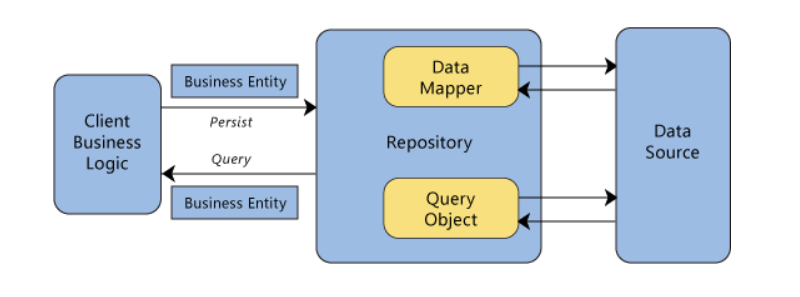 Client
Business
Logic
Business Entity
Persist
Query
Business Entity
Data
Mapper
Repository
Query
Object
Data
Source